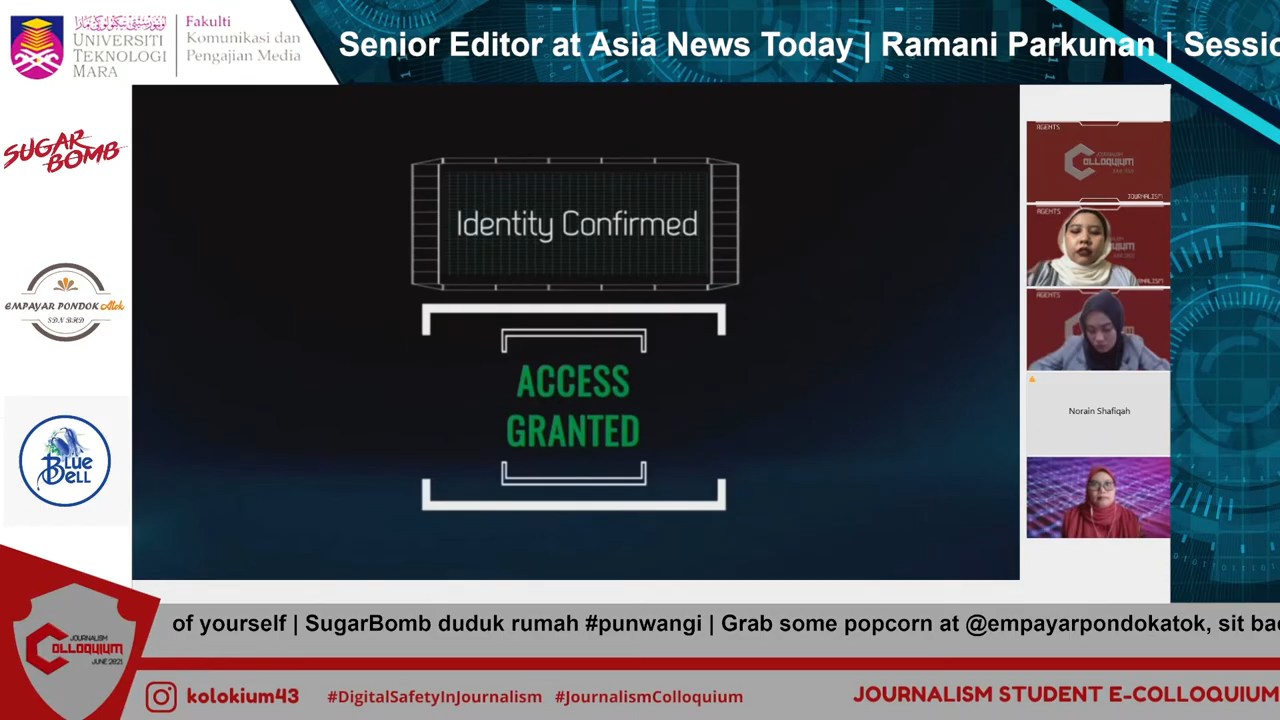 UNIVERSITI
TEKNOLOGI
MARA
Fakulti
Komunikasi dan
Pengajian Media
Senior Editor at Asia News Today | Ramani Parkunan | Sessio
SUGAR
BOMB
EMPAYAR PONDOK Atok
SDN BHD
Blue
Bell
Identity Confirmed
ACCESS
GRANTED
AGENTS
COLLOQUIUM
JOURNALISM
AGENTS
AGENTS
Norain Shafiqah
of yourself | SugarBomb duduk rumah #punwangi | Grab some popcorn at @empayarpondokatok, sit bac
JOURNALISM
COLLOQUIUM
JUNE 2021
kolokium43
#DigitalSafetyInJournalism #JournalismColloquium
JOURNALISM STUDENT E-COLLOQUIUM